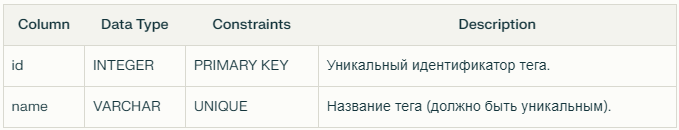 Column Data Type Constraints Description
id INTEGER PRIMARY KEY Уникальный идентификатор тега.
name VARCHAR UNIQUE Название тега (должно быть уникальным).